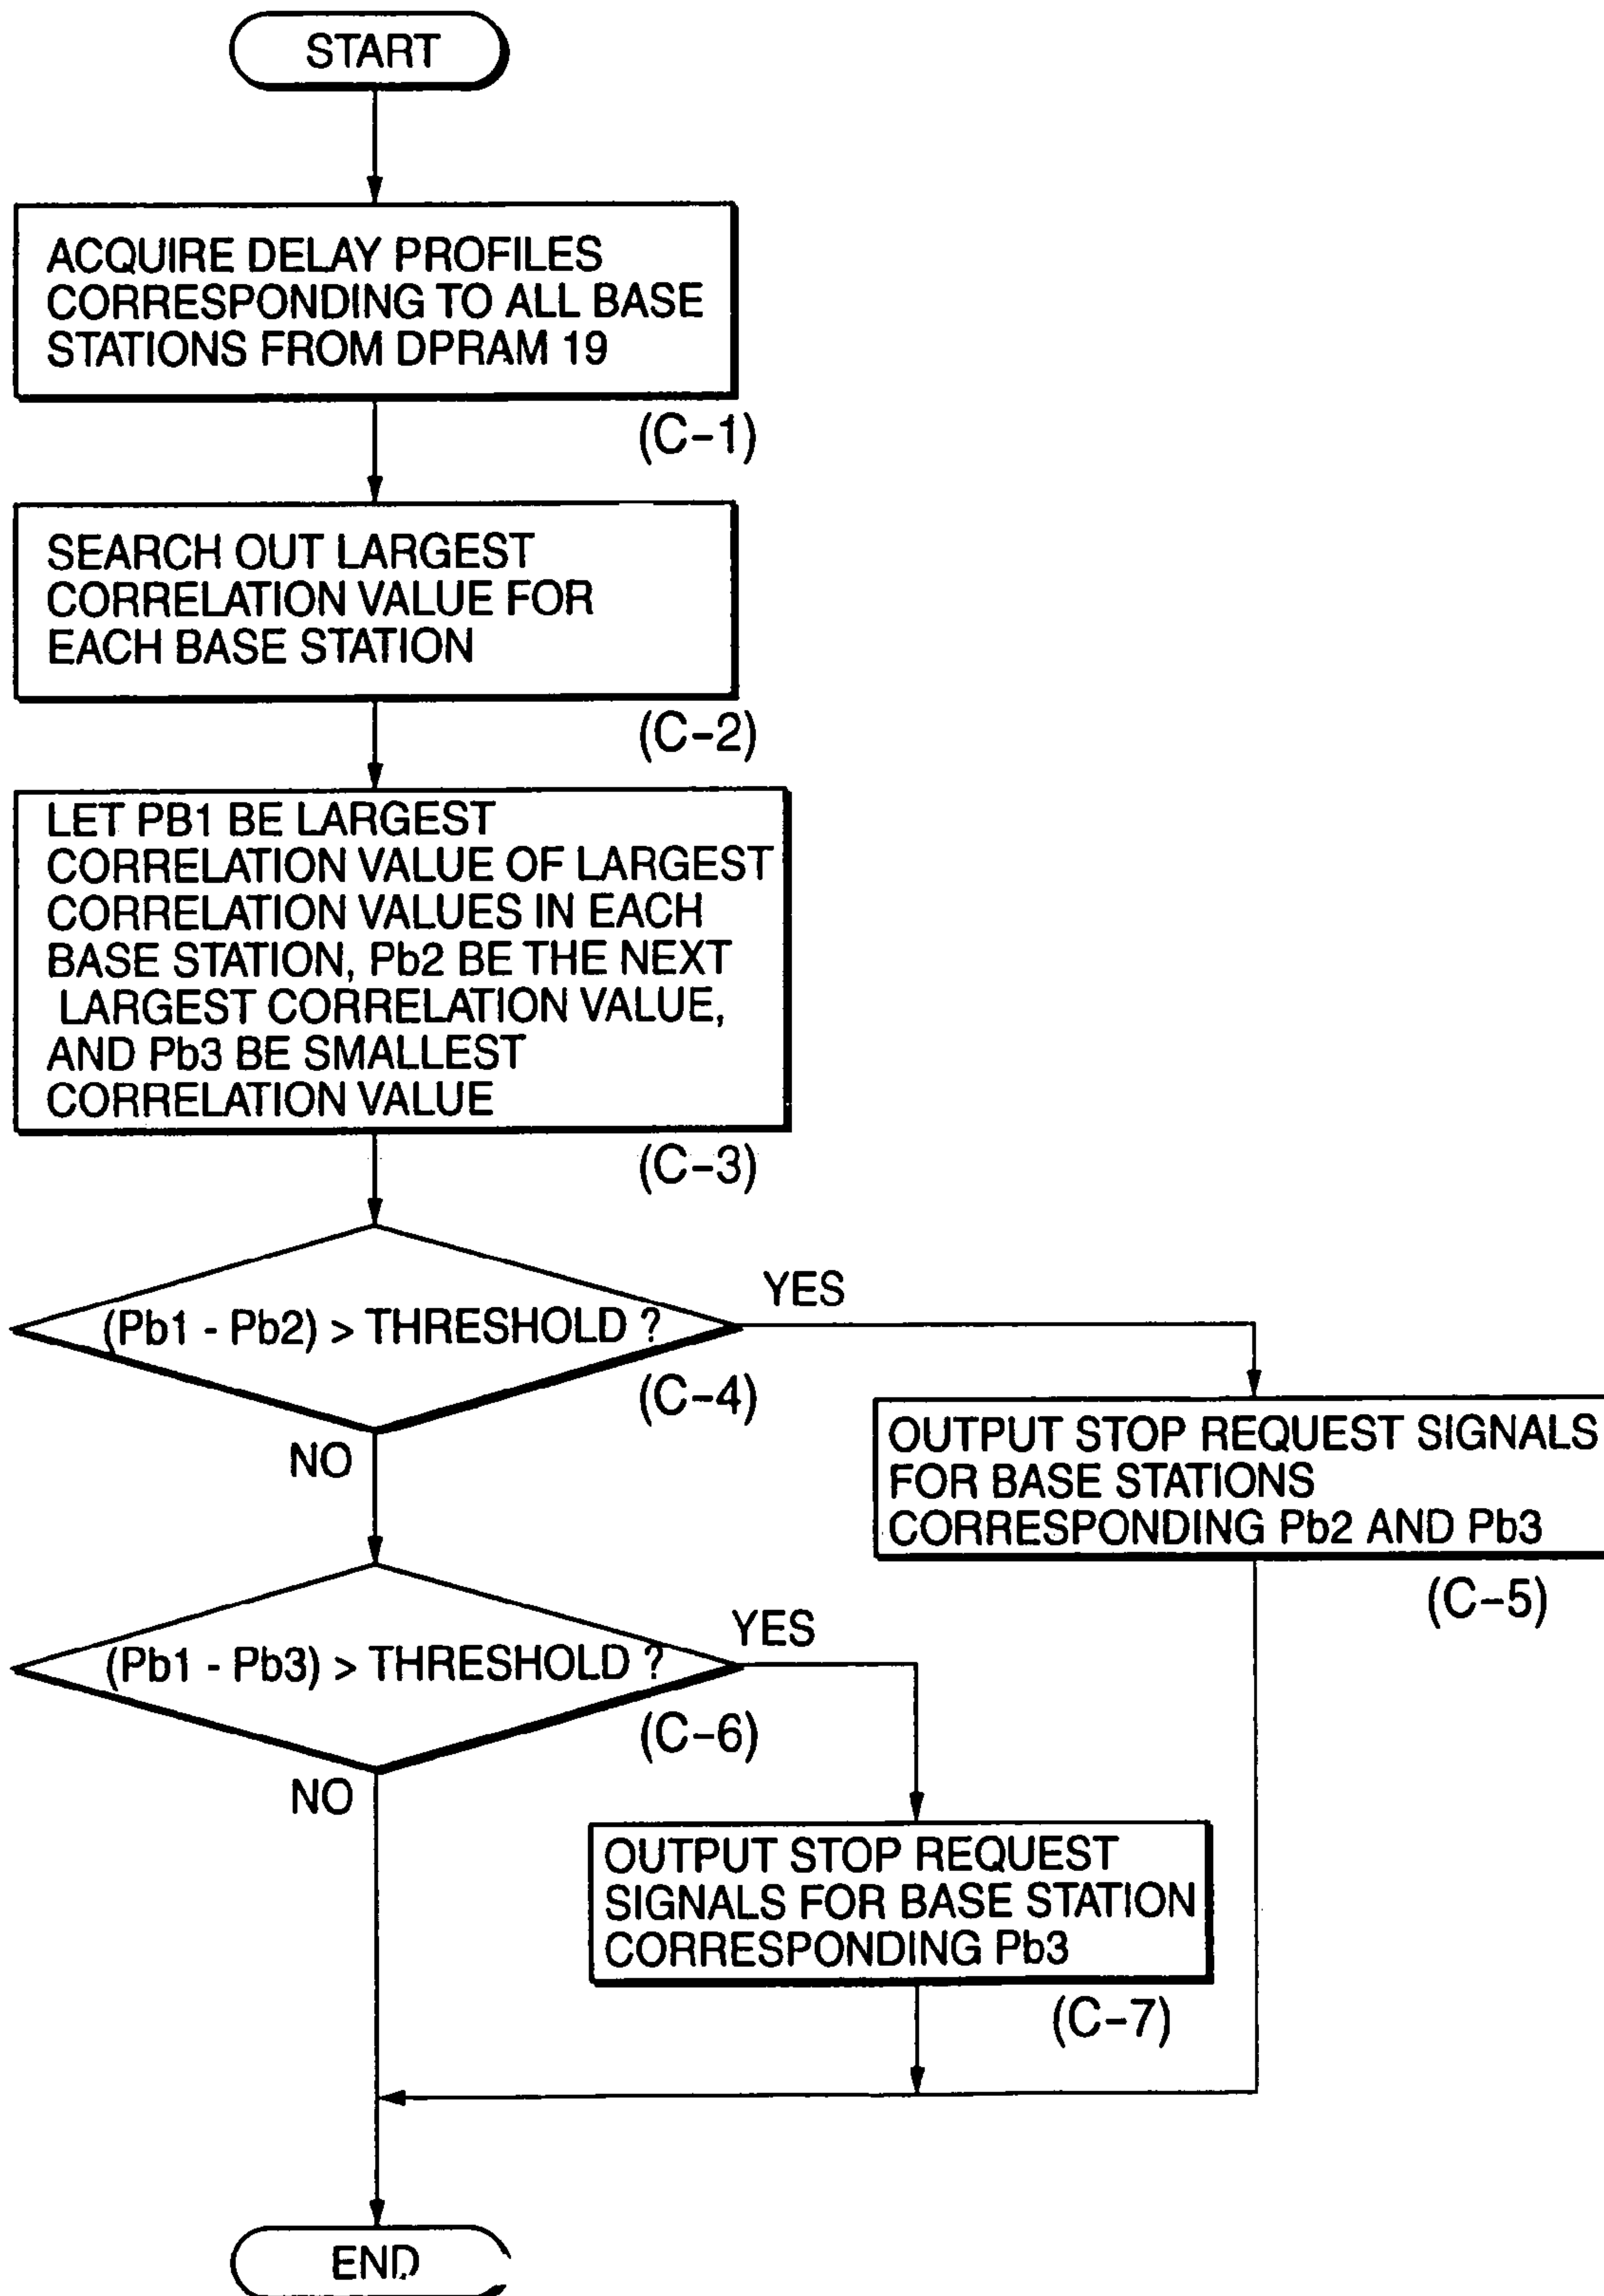 START
ACQUIRE DELAY PROFILES
CORRESPONDING TO ALL BASE
STATIONS FROM DPRAM 19
(C-1)
SEARCH OUT LARGEST
CORRELATION VALUE FOR
EACH BASE STATION
(C-2)
LET PB1 BE LARGEST
CORRELATION VALUE OF LARGEST
CORRELATION VALUES IN EACH
BASE STATION, Pb2 BE THE NEXT
LARGEST CORRELATION VALUE,
AND Pb3 BE SMALLEST
CORRELATION VALUE
(C-3)
(Pb1 - Pb2) > THRESHOLD ?
YES
(C-4)
NO
OUTPUT STOP REQUEST SIGNALS
FOR BASE STATIONS
CORRESPONDING Pb2 AND Pb3
(C-5)
(Pb1 - Pb3) > THRESHOLD ?
YES
(C-6)
NO
OUTPUT STOP REQUEST
SIGNALS FOR BASE STATION
CORRESPONDING Pb3
(C-7)
END